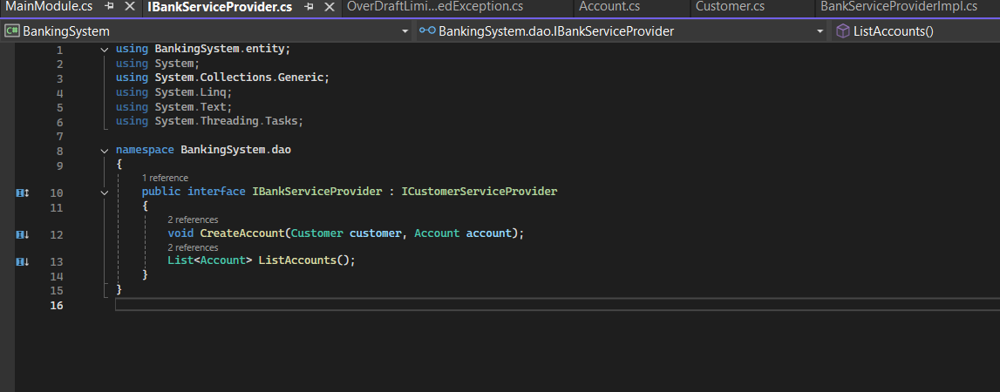 MainModule.cs
IBankServiceProvider.cs
OverDraftLimi...edException.cs
Account.cs
Customer.cs
BankServiceProviderImpl.cs
C# BankingSystem
BankingSystem.dao.IBankServiceProvider
ListAccounts()
1 using BankingSystem.entity;
2 using System;
3 using System.Collections.Generic;
4 using System.Linq;
5 using System.Text;
6 using System.Threading.Tasks;
7
8 namespace BankingSystem.dao
9 {
1 reference
10 public interface IBankServiceProvider : ICustomerServiceProvider
11 {
2 references
12 void CreateAccount(Customer customer, Account account);
2 references
13 List<Account> ListAccounts();
14 }
15 }
16